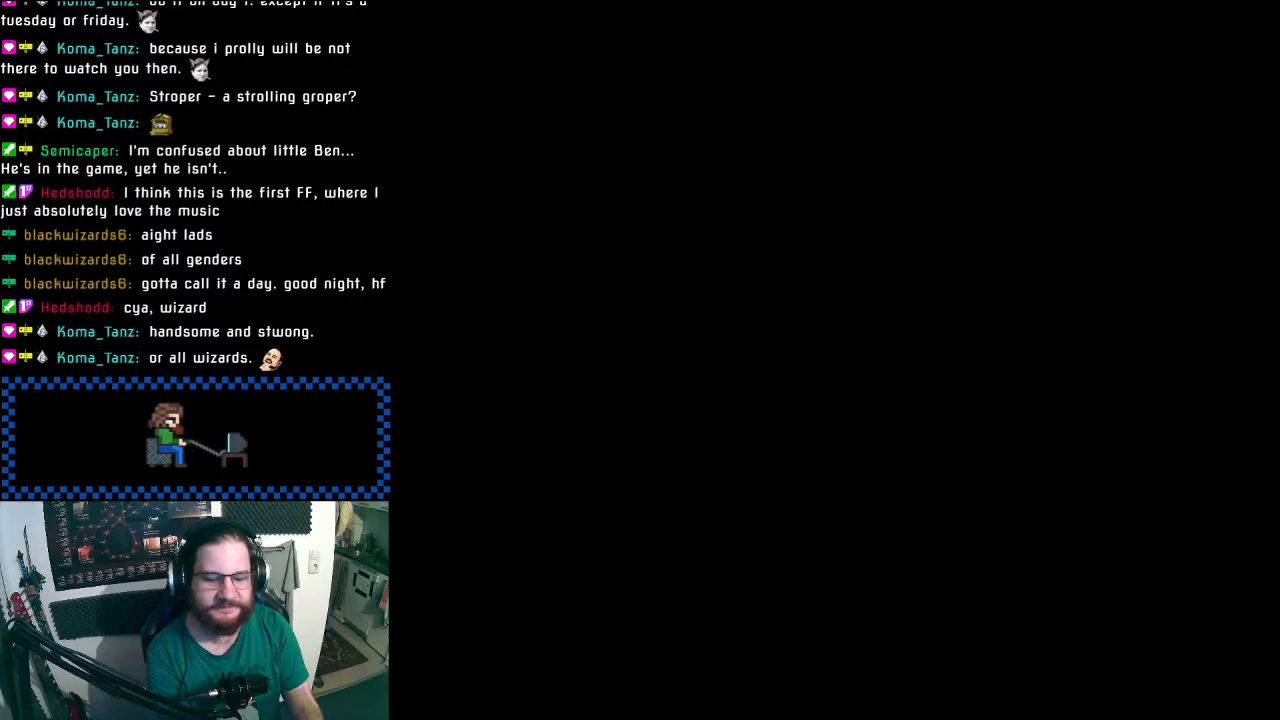 tuesday or friday.
Koma_Tanz: because i prolly will be not
there to watch you then.
Koma_Tanz: Stroper - a strolling groper?
Koma_Tanz:
Semicaper: I'm confused about little Ben...
He's in the game, yet he isn't..
Hedshodd: I think this is the first FF, where I
just absolutely love the music
blackwizards6: aight lads
blackwizards6: of all genders
blackwizards6: gotta call it a day. good night, hf
Hedshodd: cya, wizard
Koma_Tanz: handsome and stwong.
Koma_Tanz: or all wizards.